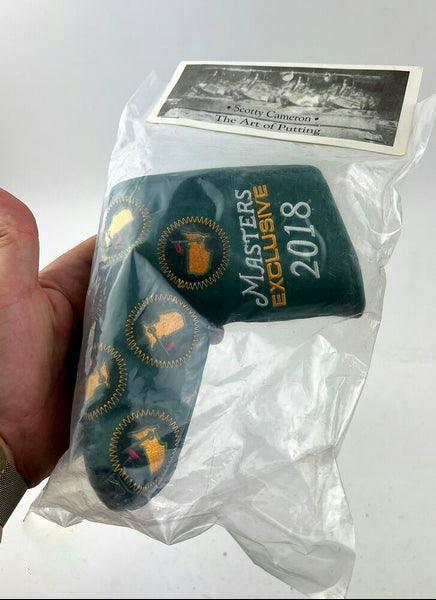 • Scotty Cameron •
The Art of Putting
MASTERS
EXCLUSIVE
2018